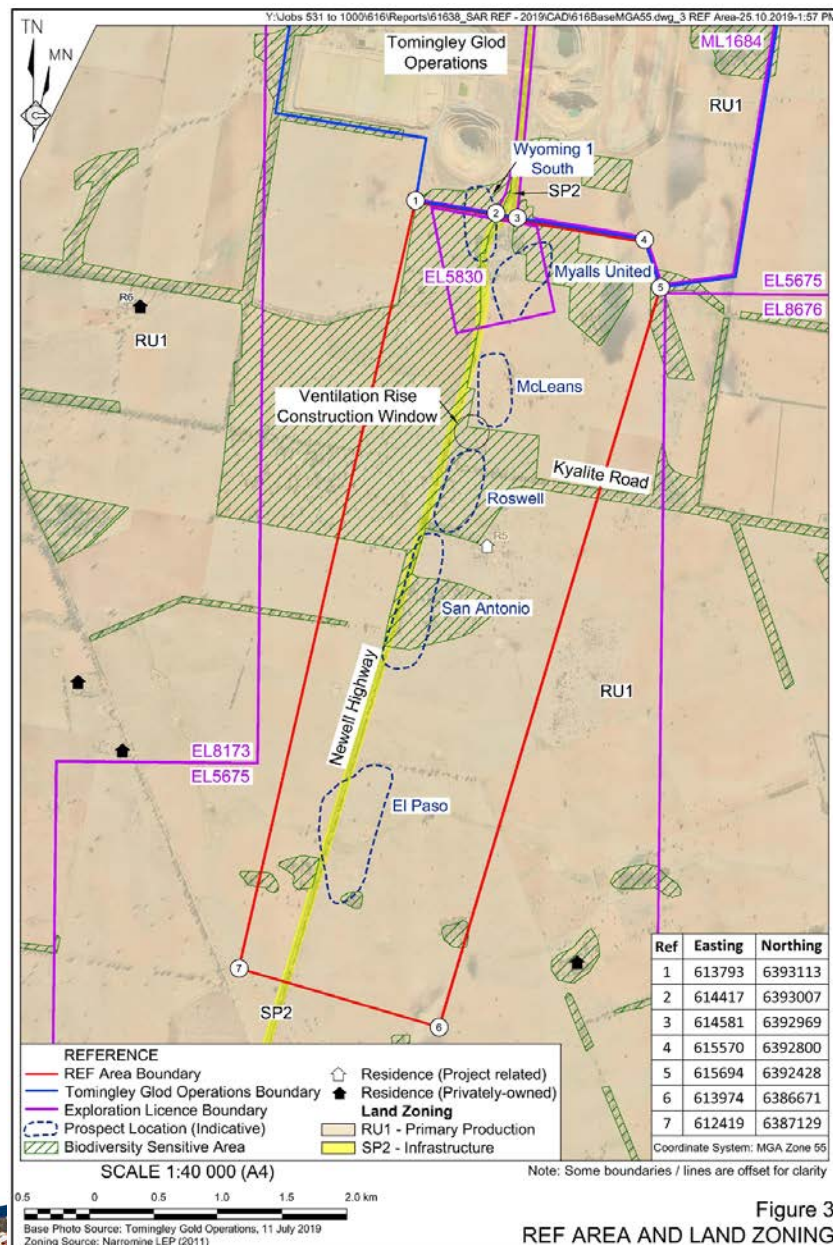 Y:\Jobs 531 to 1000\616\Reports\61638_SAR REF - 2019\CAD\616BaseMGA55.dwg_3 REF Area-25.10.2019-1:57 PM
TN
MN
Tomingley Glod
Operations
ML1684
RU1
Wyoming 1
South
SP2
1
2
3
4
5
EL5830
Myalls United
EL5675
EL8676
R6
RU1
McLeans
Ventilation Rise
Construction Window
Kyalite Road
Roswell
R5
San Antonio
RU1
Newell Highway
EL8173
EL5675
El Paso
7
SP2
6
Ref Easting Northing
1 613793 6393113
2 614417 6393007
3 614581 6392969
4 615570 6392800
5 615694 6392428
6 613974 6386671
7 612419 6387129
Coordinate System: MGA Zone 55
REFERENCE
REF Area Boundary
Tomingley Glod Operations Boundary
Exploration Licence Boundary
Prospect Location (Indicative)
Biodiversity Sensitive Area
Residence (Project related)
Residence (Privately-owned)
Land Zoning
RU1 - Primary Production
SP2 - Infrastructure
SCALE 1:40 000 (A4)
Note: Some boundaries / lines are offset for clarity
0.5 0 0.5 1.0 1.5 2.0 km
Base Photo Source: Tomingley Gold Operations, 11 July 2019
Zoning Source: Narromine LEP (2011)
Figure 3
REF AREA AND LAND ZONING